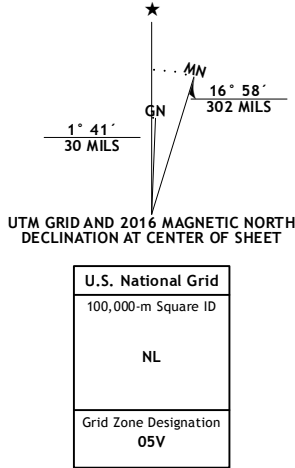 ★
MN
GN
16° 58´
302 MILS
1° 41´
30 MILS
UTM GRID AND 2016 MAGNETIC NORTH
DECLINATION AT CENTER OF SHEET
U.S. National Grid
100,000-m Square ID
NL
Grid Zone Designation
05V